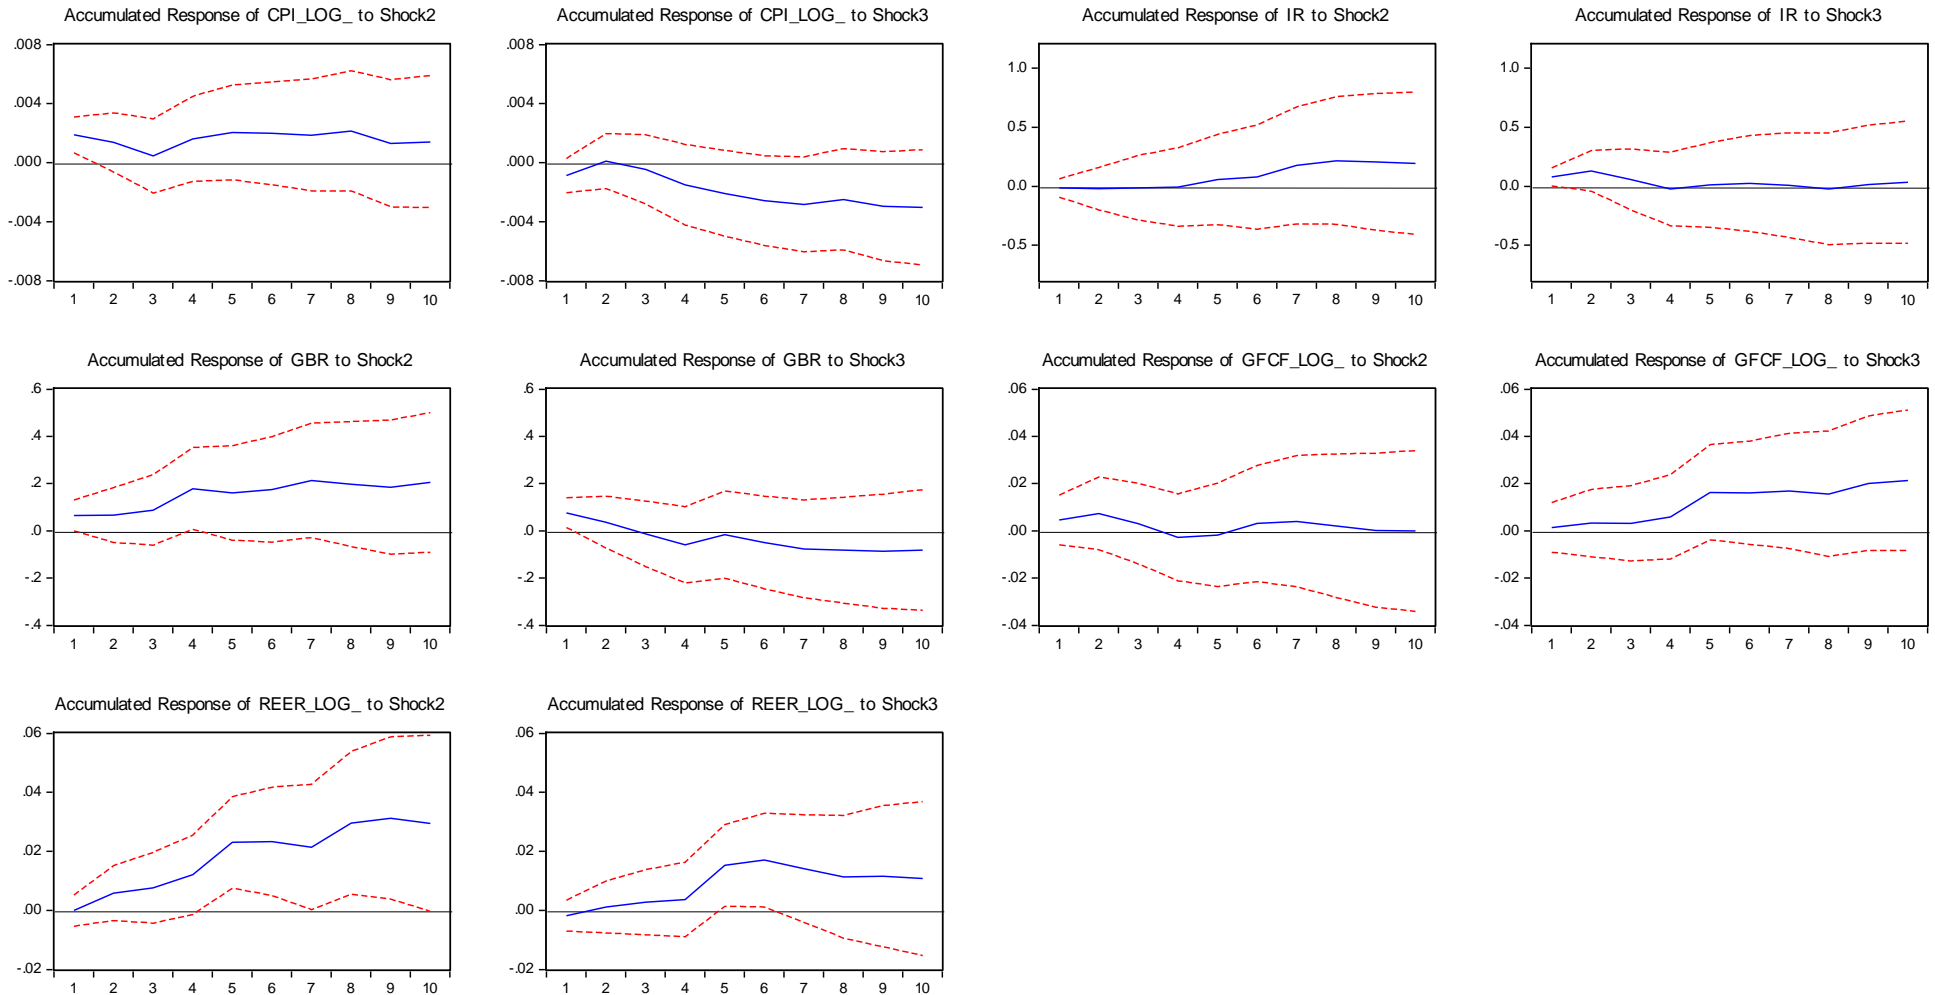 Accumulated Response of CPI_LOG_ to Shock2
.008
.004
.000
-.004
-.008
1 2 3 4 5 6 7 8 9 10
Accumulated Response of CPI_LOG_ to Shock3
.008
.004
.000
-.004
-.008
1 2 3 4 5 6 7 8 9 10
Accumulated Response of IR to Shock2
1.0
0.5
0.0
-0.5
1 2 3 4 5 6 7 8 9 10
Accumulated Response of IR to Shock3
1.0
0.5
0.0
-0.5
1 2 3 4 5 6 7 8 9 10
Accumulated Response of GBR to Shock2
.6
.4
.2
.0
-.2
-.4
1 2 3 4 5 6 7 8 9 10
Accumulated Response of GBR to Shock3
.6
.4
.2
.0
-.2
-.4
1 2 3 4 5 6 7 8 9 10
Accumulated Response of GFCF_LOG_ to Shock2
.06
.04
.02
.00
-.02
-.04
1 2 3 4 5 6 7 8 9 10
Accumulated Response of GFCF_LOG_ to Shock3
.06
.04
.02
.00
-.02
-.04
1 2 3 4 5 6 7 8 9 10
Accumulated Response of REER_LOG_ to Shock2
.06
.04
.02
.00
-.02
1 2 3 4 5 6 7 8 9 10
Accumulated Response of REER_LOG_ to Shock3
.06
.04
.02
.00
-.02
1 2 3 4 5 6 7 8 9 10